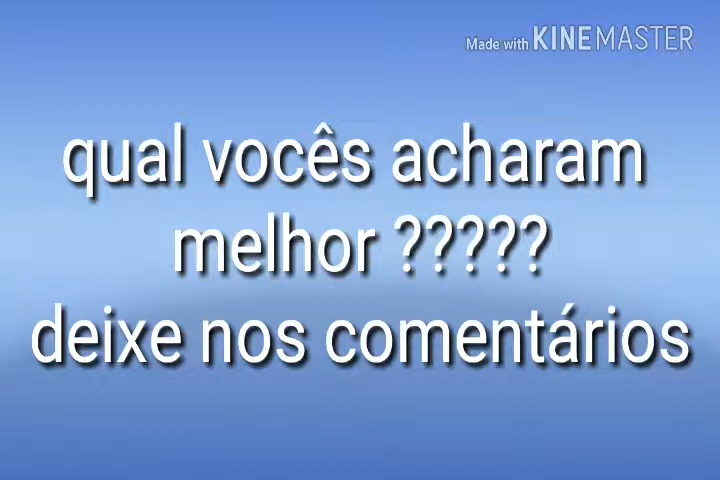 Made with KINEMASTER
qual vocês acharam
melhor ?????
deixe nos comentários